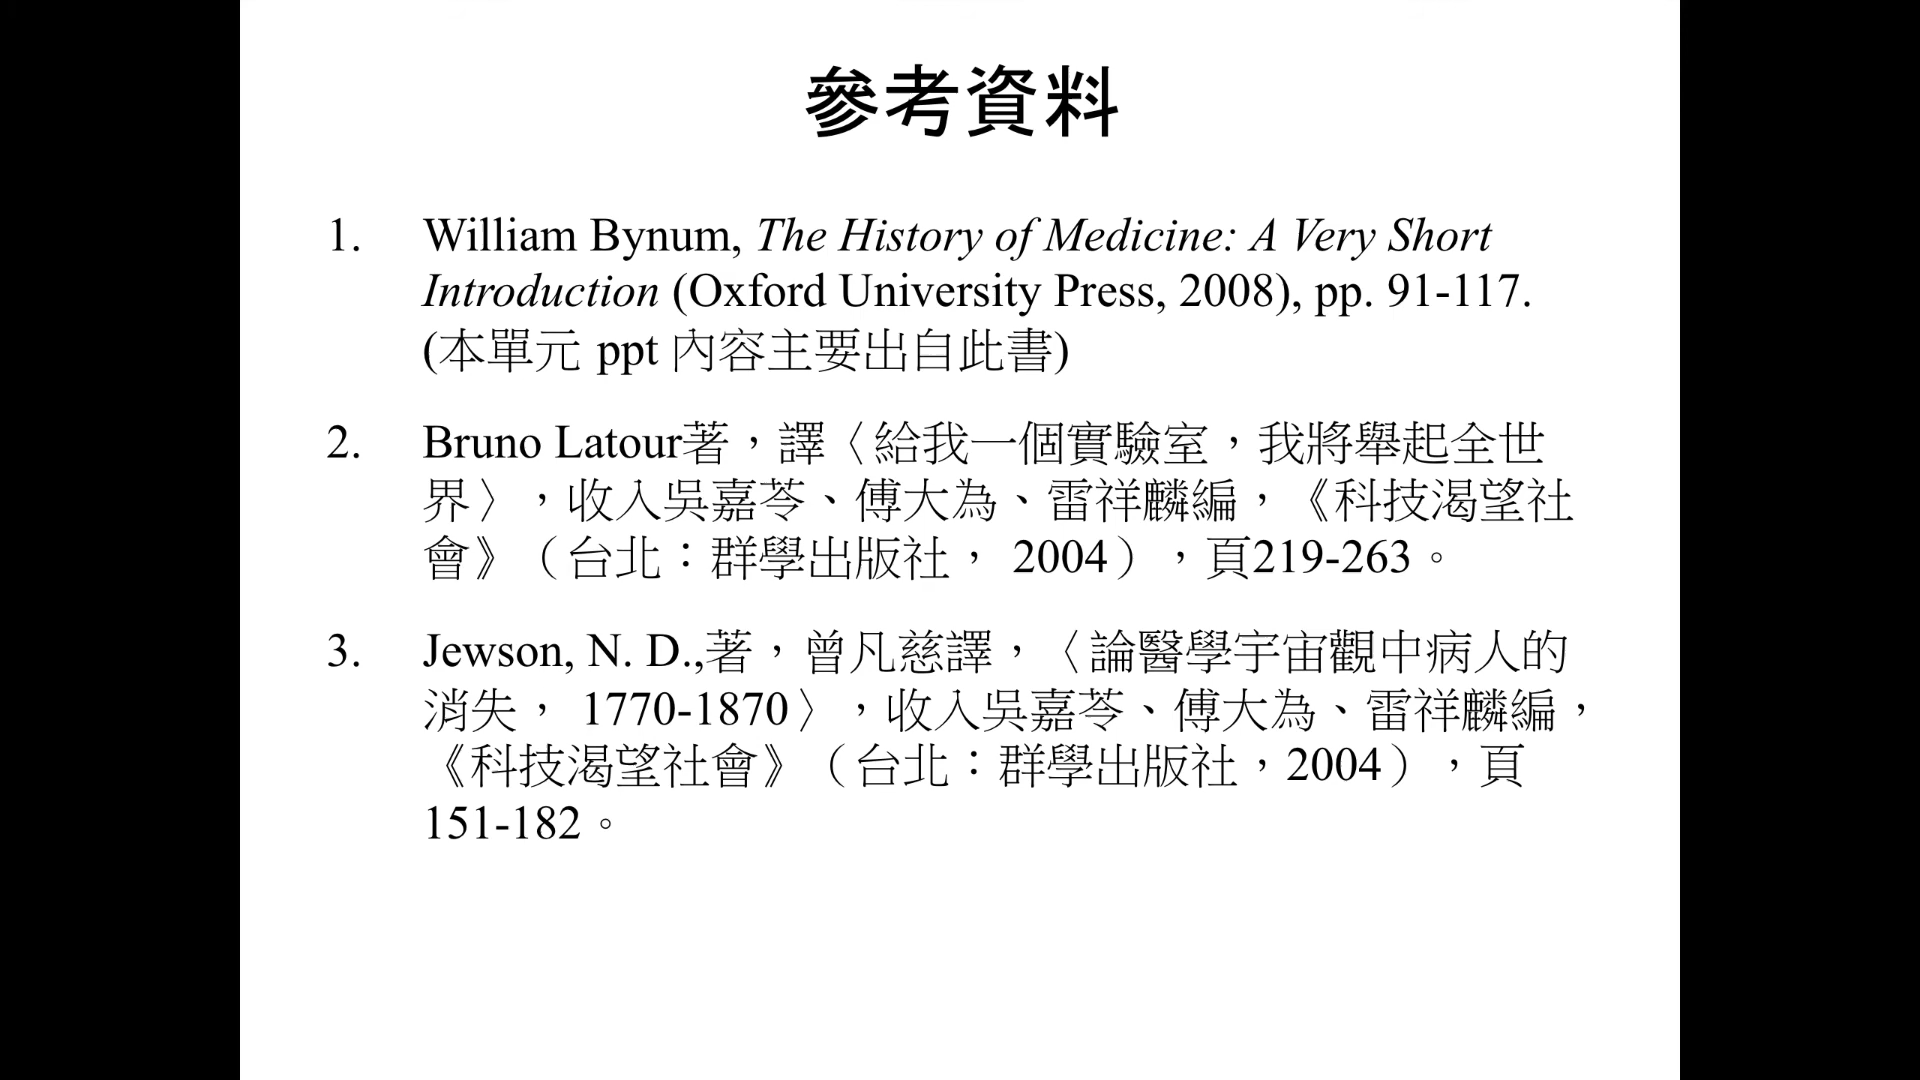 參考資料
1. William Bynum, The History of Medicine: A Very Short
Introduction (Oxford University Press, 2008), pp. 91-117.
(本單元 ppt 內容主要出自此書)
2. Bruno Latour著，譯〈給我一個實驗室，我將舉起全世
界〉，收入吳嘉苓、傅大為、雷祥麟編，《科技渴望社
會》（台北：群學出版社， 2004），頁219-263。
3. Jewson, N. D.,著，曾凡慈譯，〈論醫學宇宙觀中病人的
消失， 1770-1870〉，收入吳嘉苓、傅大為、雷祥麟編，
《科技渴望社會》（台北：群學出版社，2004），頁
151-182。